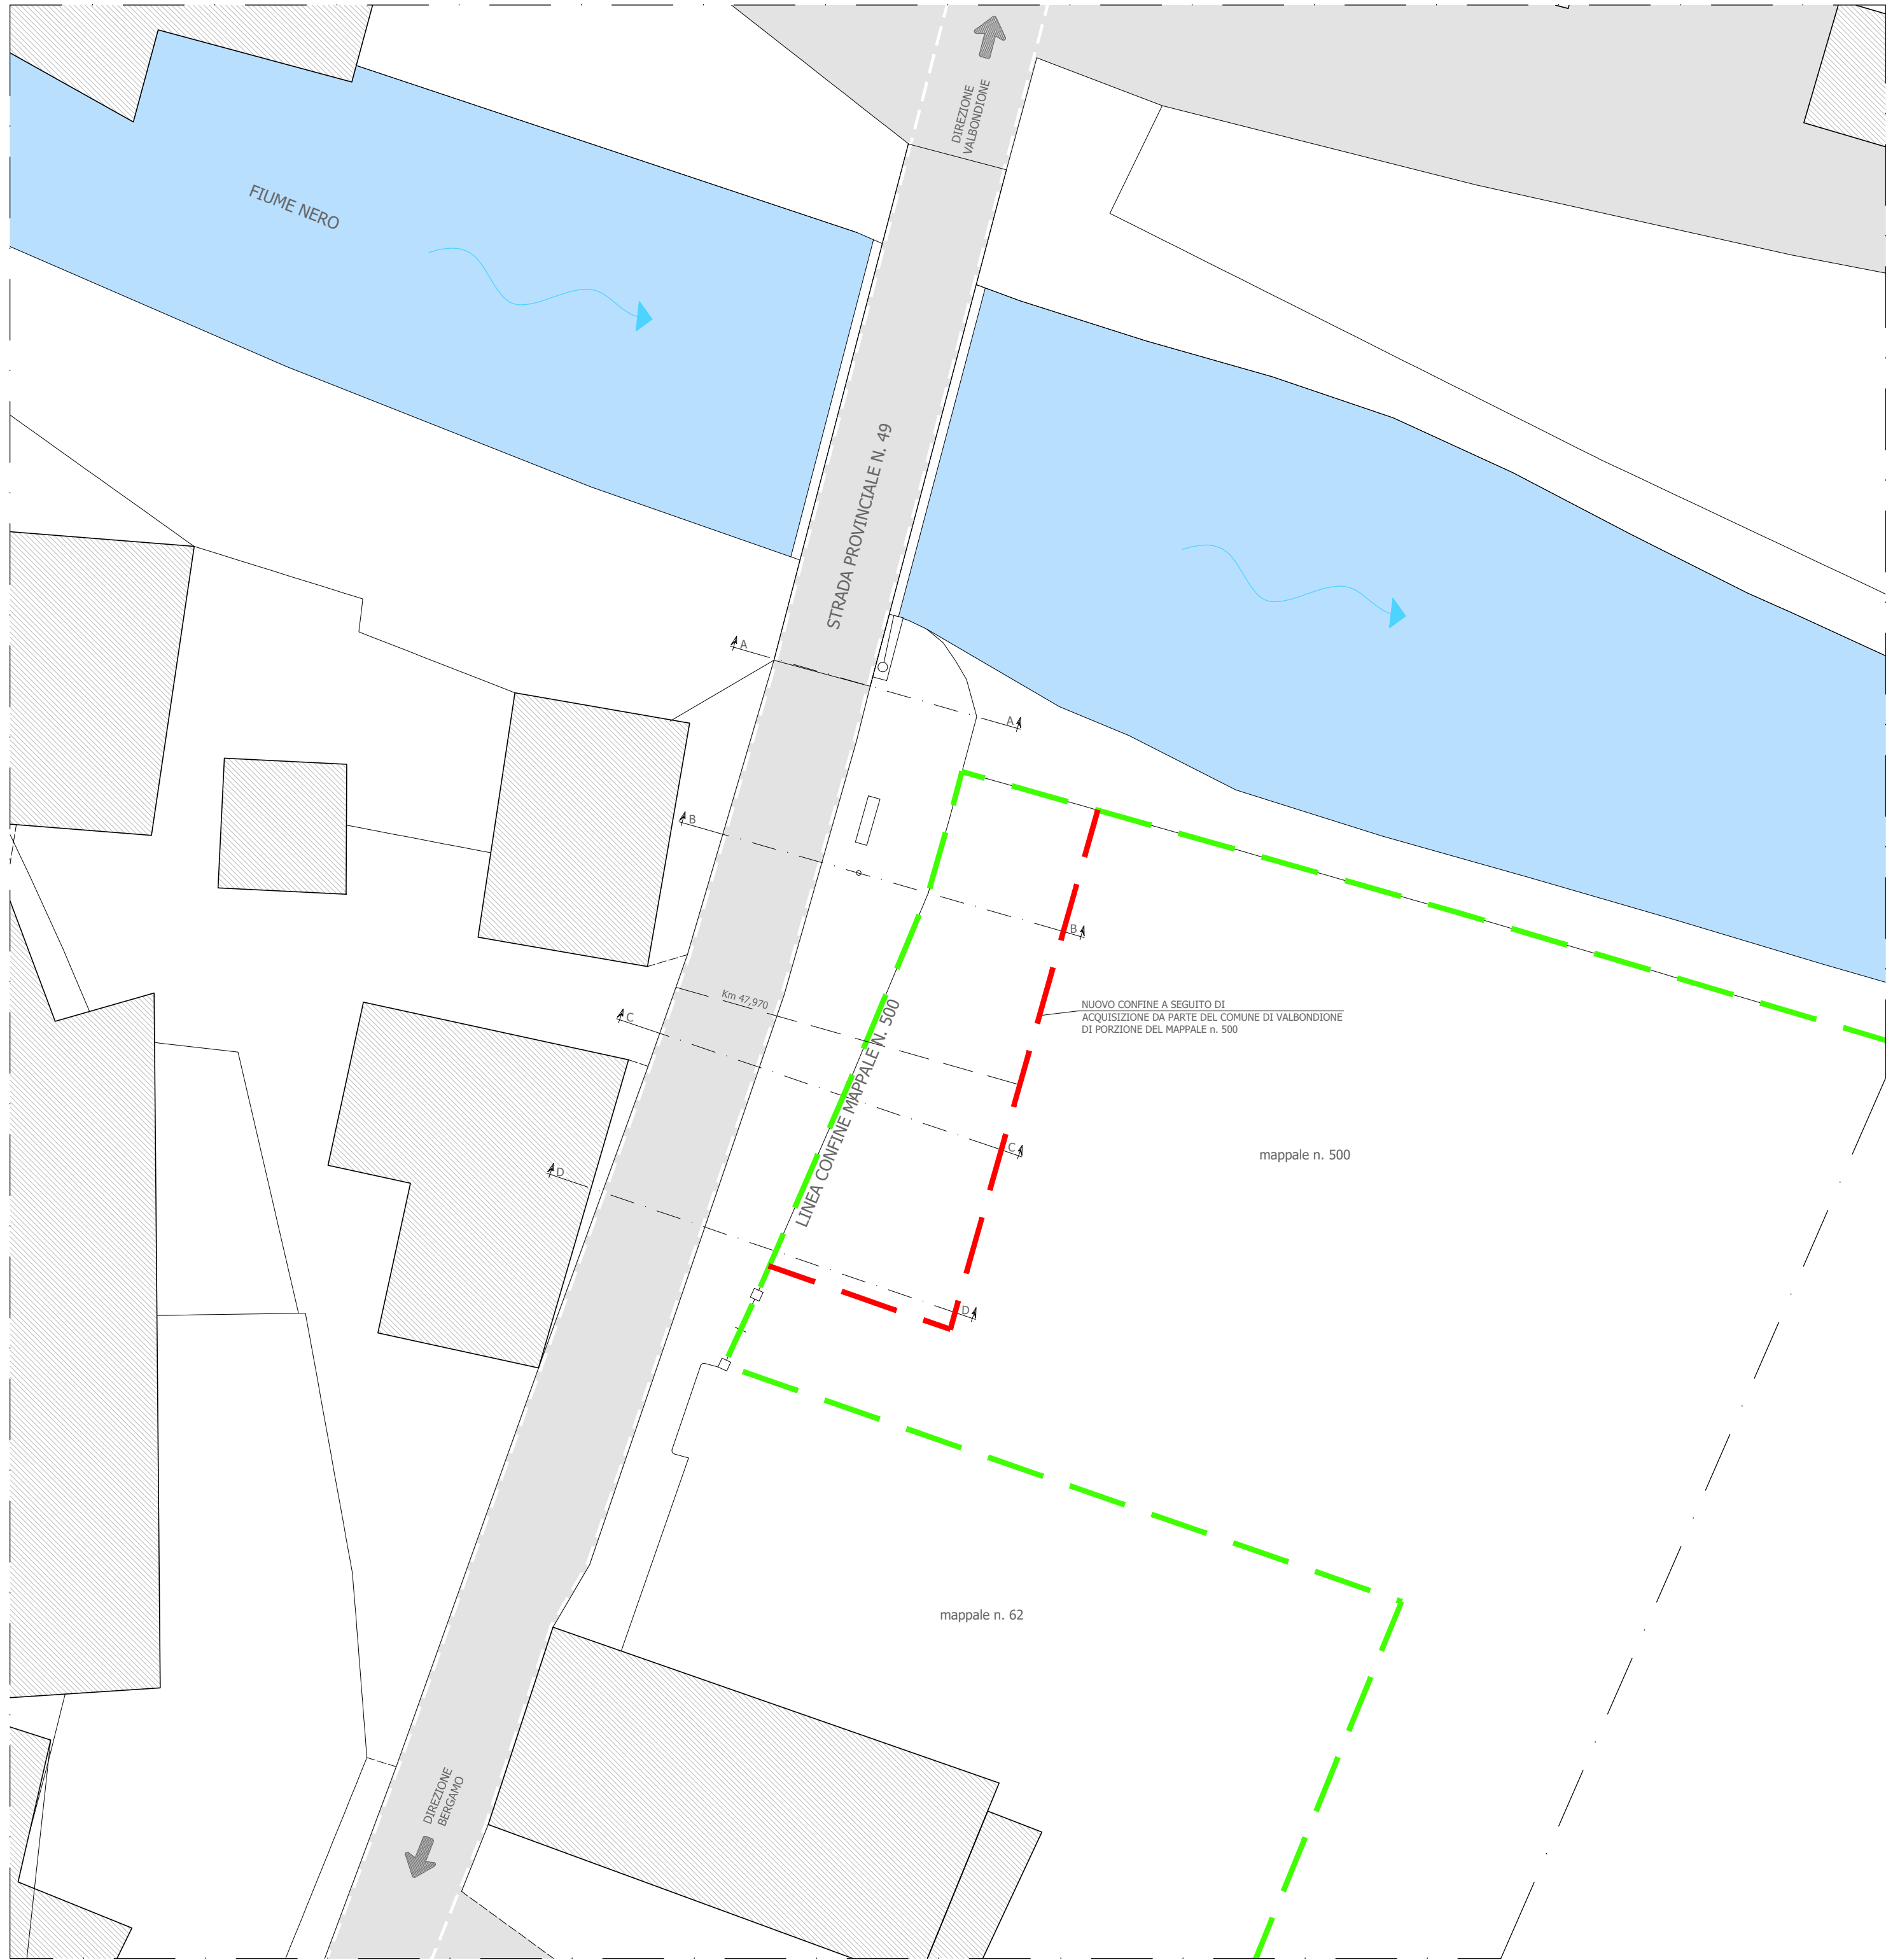 DIREZIONE
VALBONDIONE
FIUME NERO
STRADA PROVINCIALE N. 49
A
A
B
B
Km 47,970
C
LINEA CONFINE MAPPALE N. 500
NUOVO CONFINE A SEGUITO DI
ACQUISIZIONE DA PARTE DEL COMUNE DI VALBONDIONE
DI PORZIONE DEL MAPPALE n. 500
C
mappale n. 500
D
D
mappale n. 62
DIREZIONE
BERGAMO